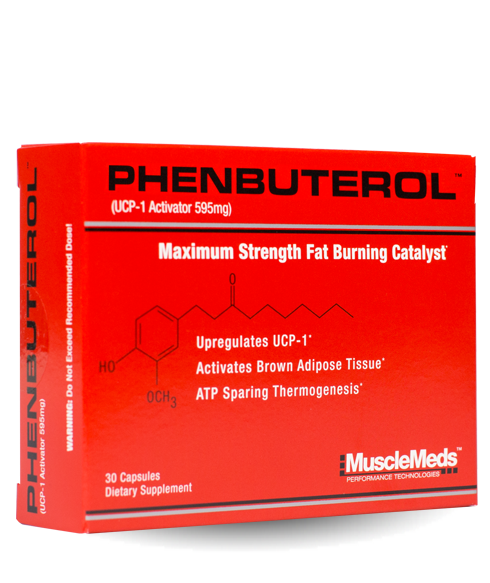 PHENBUTEROL™
(UCP-1 Activator 595mg)
Maximum Strength Fat Burning Catalyst*
O
HO
OCH3
Upregulates UCP-1*
Activates Brown Adipose Tissue*
ATP Sparing Thermogenesis*
30 Capsules
Dietary Supplement
MuscleMeds™
PERFORMANCE TECHNOLOGIES
PHENBUTEROL
(UCP-1 Activator 595mg)
WARNING: Do Not Exceed Recommended Dose!